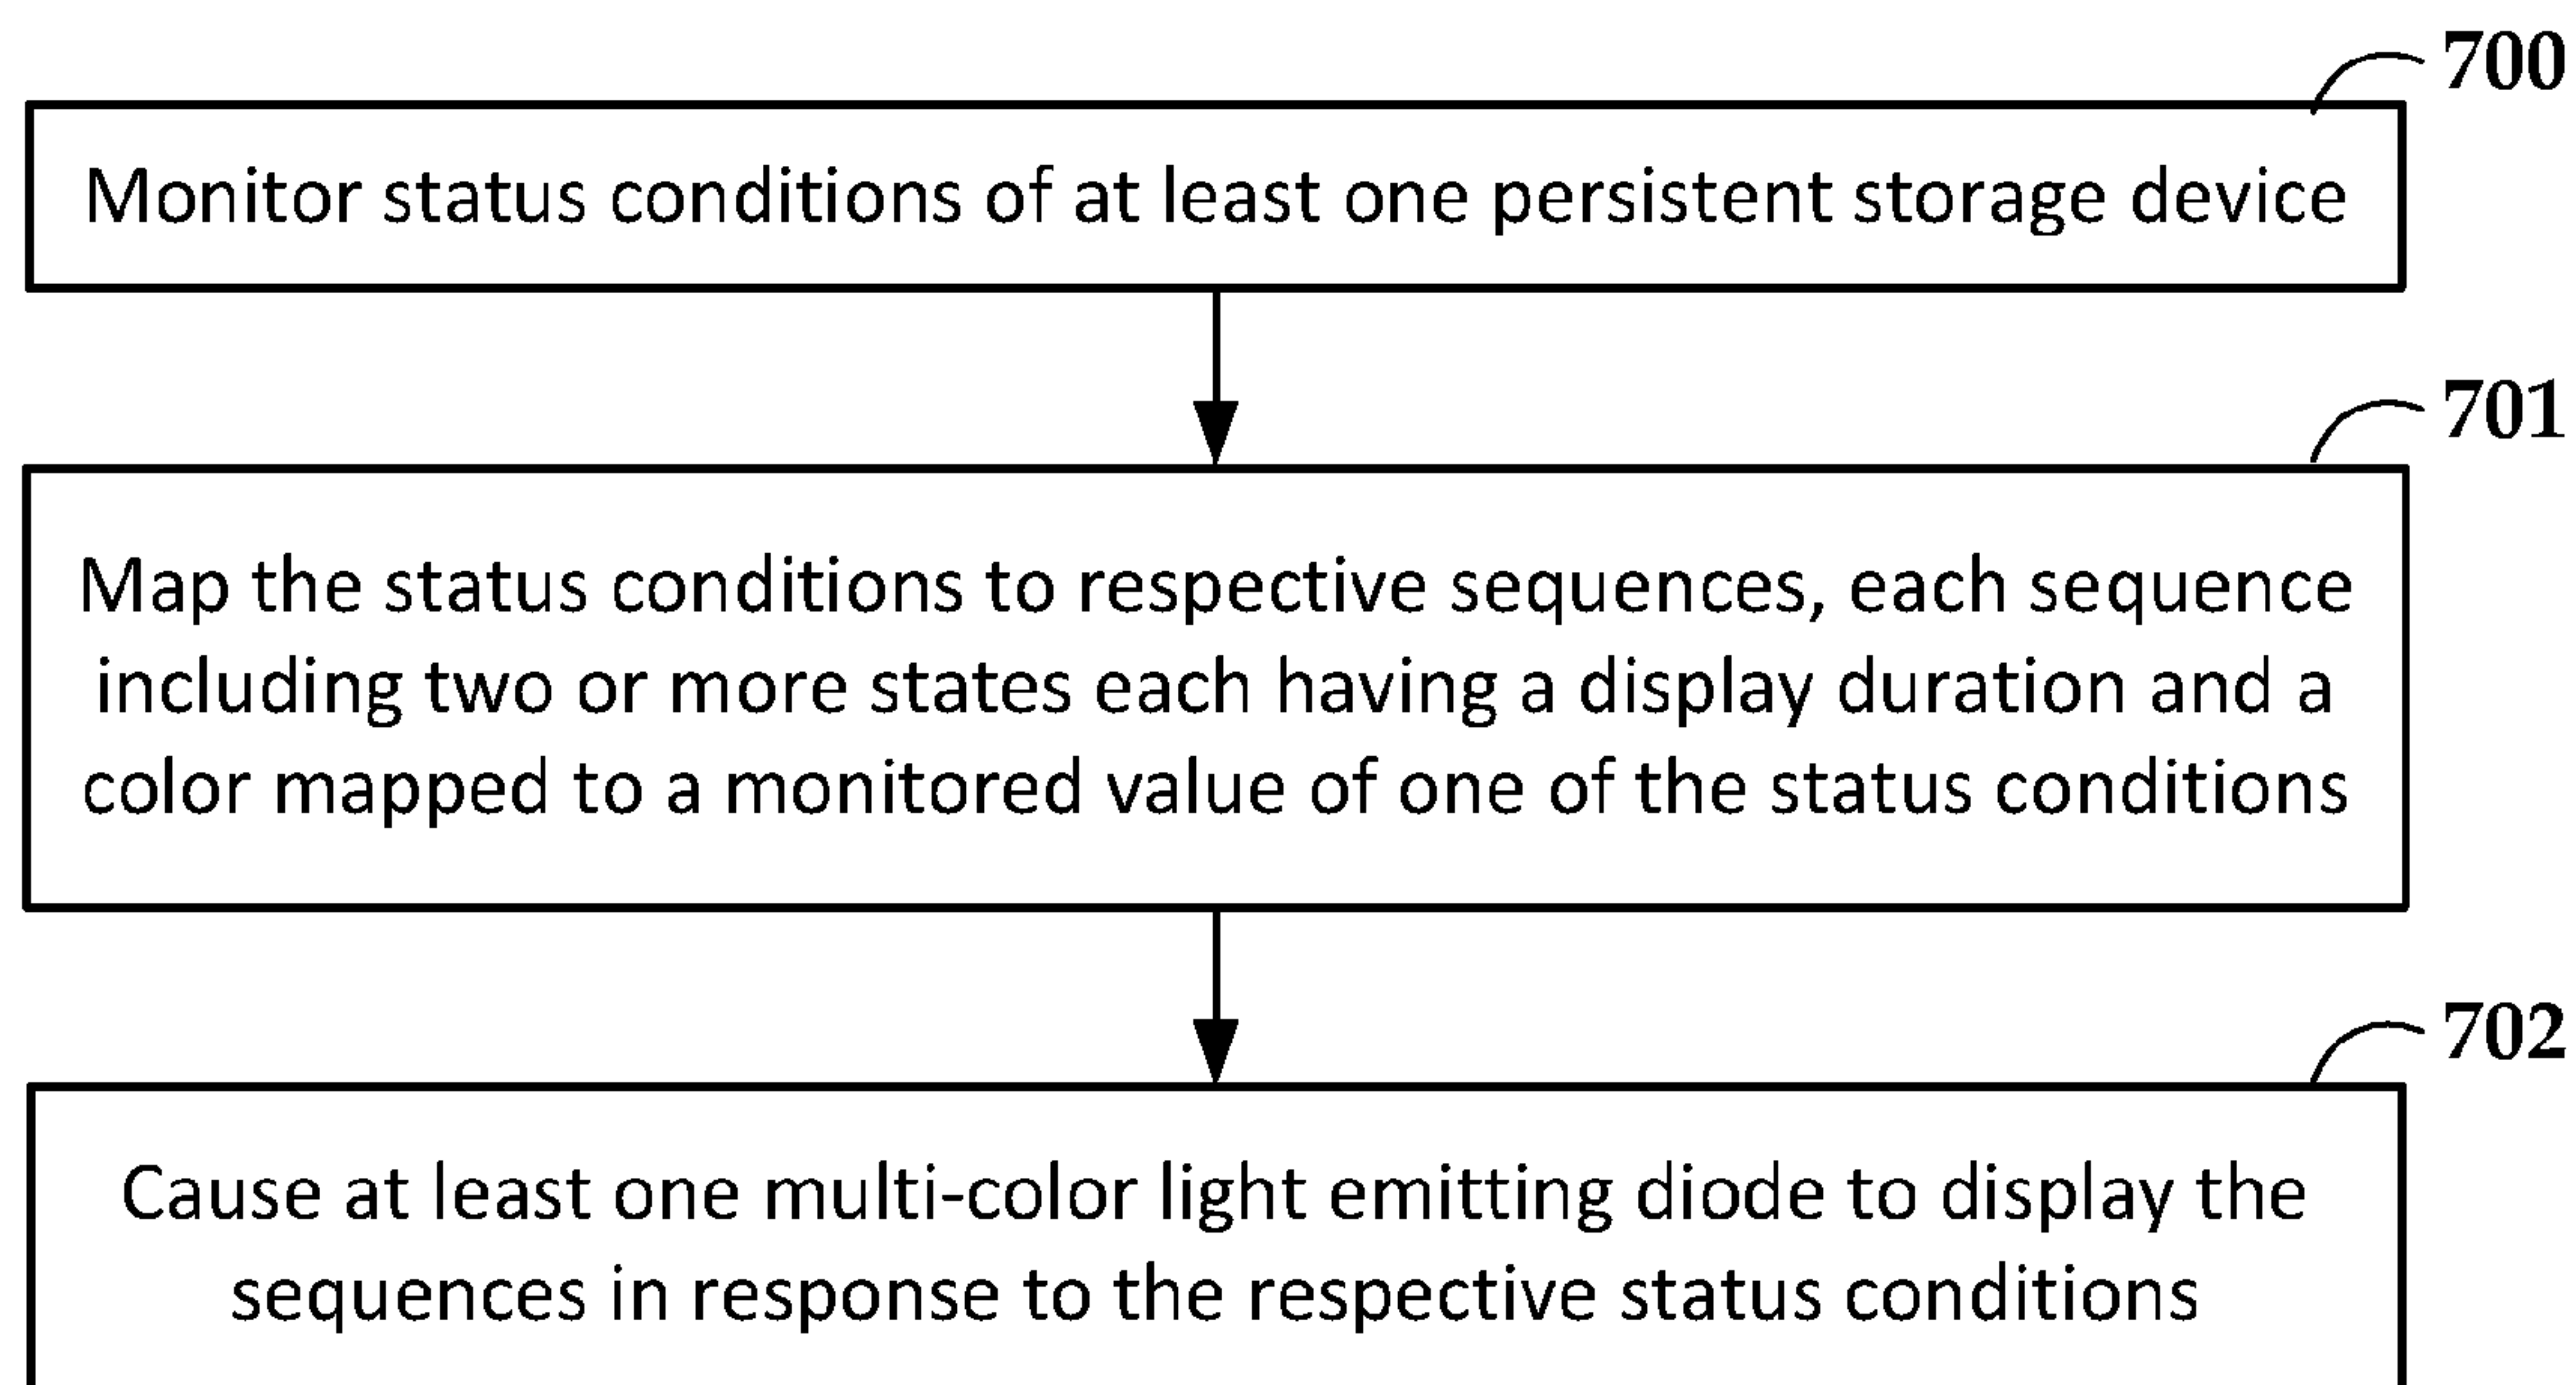 700
Monitor status conditions of at least one persistent storage device
701
Map the status conditions to respective sequences, each sequence
including two or more states each having a display duration and a
color mapped to a monitored value of one of the status conditions
702
Cause at least one multi-color light emitting diode to display the
sequences in response to the respective status conditions